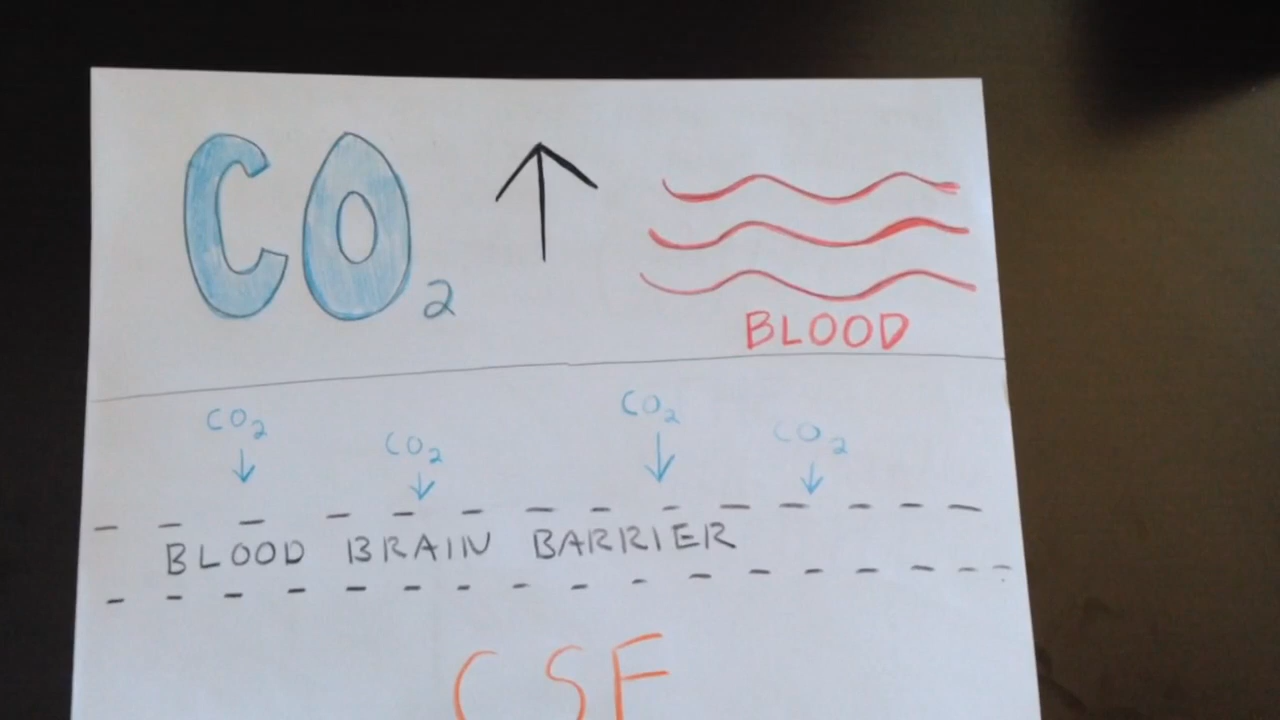 CO₂ ↑
BLOOD
CO₂ CO₂ CO₂ CO₂
BLOOD BRAIN BARRIER
CSF